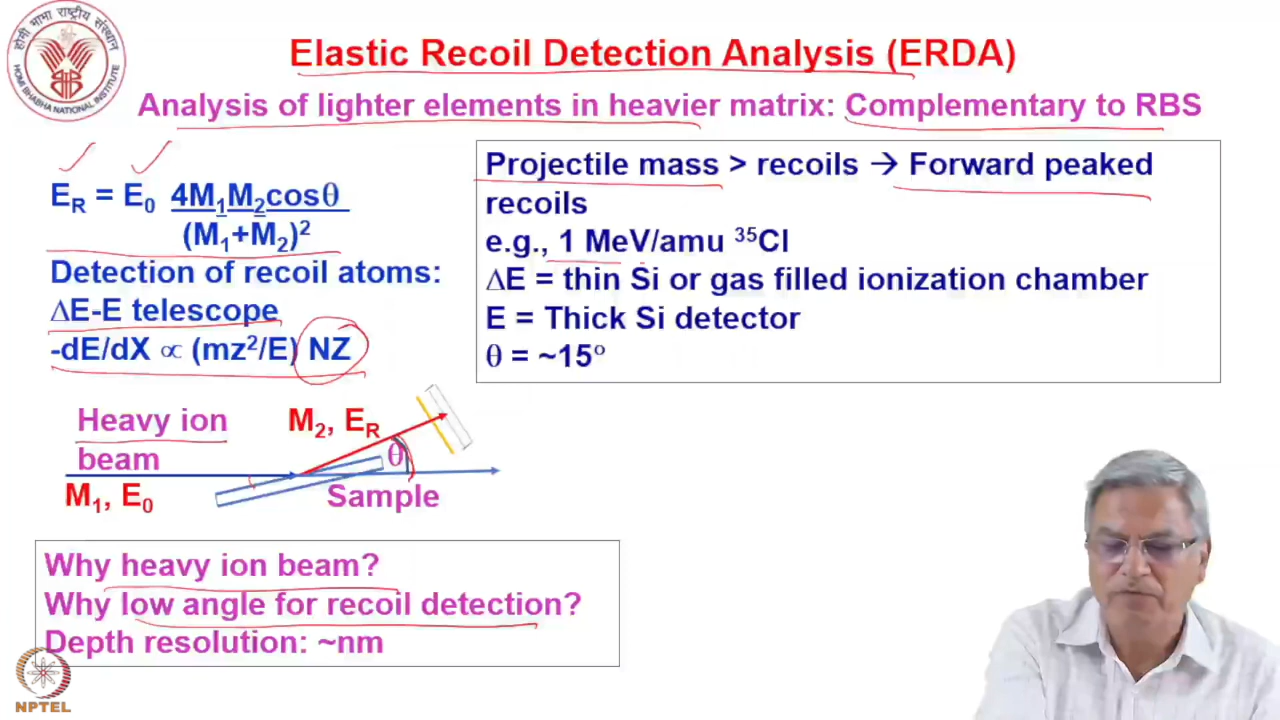 होमी भाभा राष्ट्रीय संस्थान
HOMI BHABHA NATIONAL INSTITUTE
Elastic Recoil Detection Analysis (ERDA)
Analysis of lighter elements in heavier matrix: Complementary to RBS
E_R = E_0 4M_1M_2cosθ
(M_1+M_2)^2
Detection of recoil atoms:
ΔE-E telescope
-dE/dX ∝ (mz^2/E) NZ
Projectile mass > recoils → Forward peaked
recoils
e.g., 1 MeV/amu ^35Cl
ΔE = thin Si or gas filled ionization chamber
E = Thick Si detector
θ = ~15°
Heavy ion
beam
M_1, E_0
M_2, E_R
θ
Sample
Why heavy ion beam?
Why low angle for recoil detection?
Depth resolution: ~nm
NPTEL